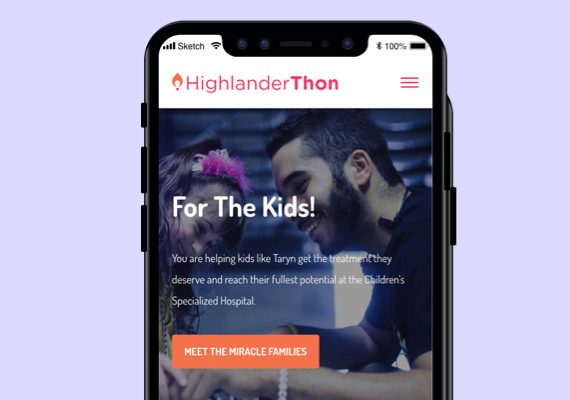 Sketch 100%
HighlanderThon
For The Kids!
You are helping kids like Taryn get the treatment they
deserve and reach their fullest potential at the Children's
Specialized Hospital.
MEET THE MIRACLE FAMILIES